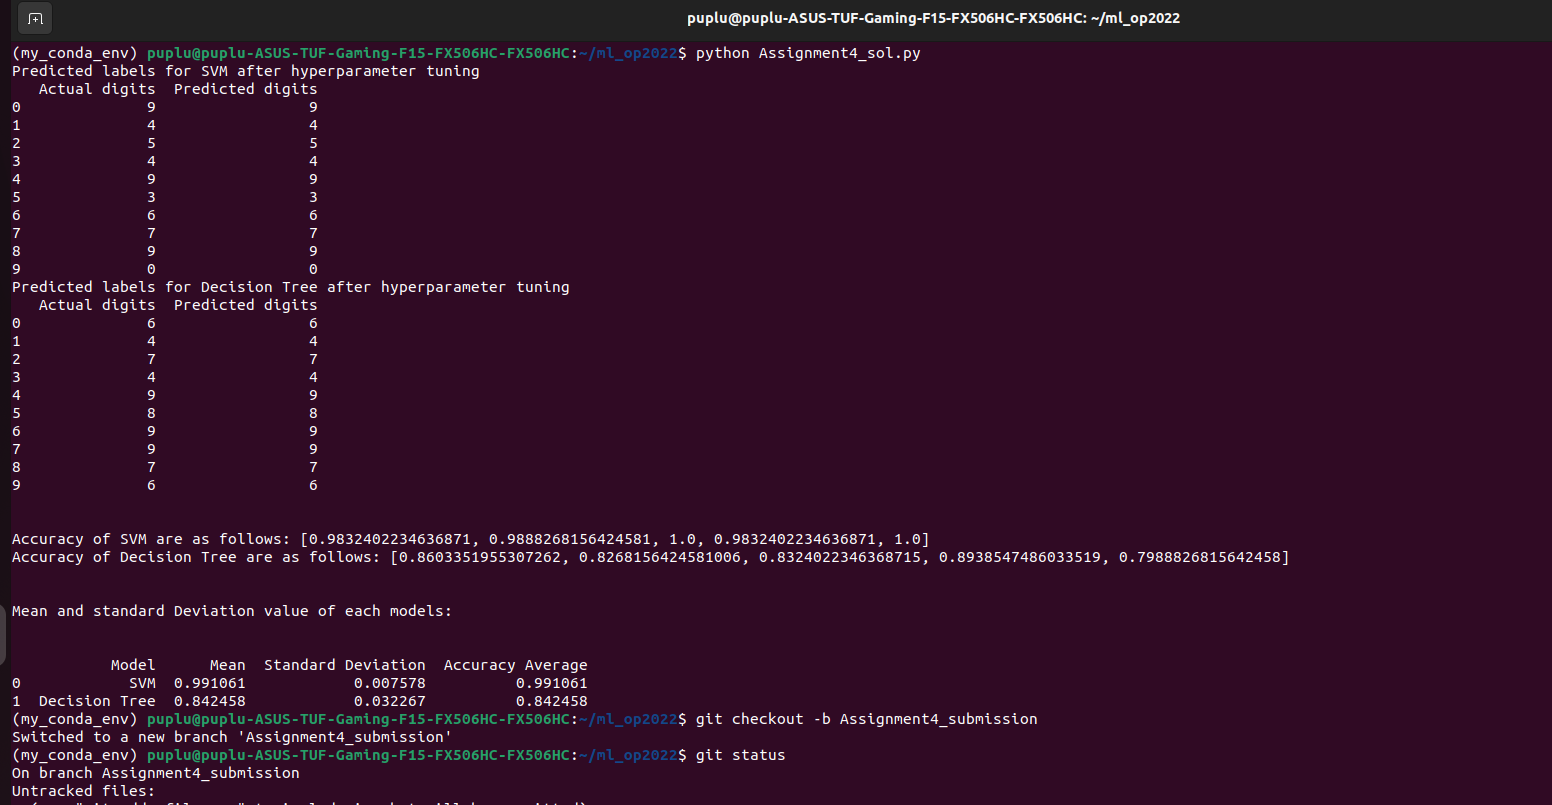 puplu@puplu-ASUS-TUF-Gaming-F15-FX506HC-FX506HC: ~/ml_op2022
(my_conda_env) puplu@puplu-ASUS-TUF-Gaming-F15-FX506HC-FX506HC:~/ml_op2022$ python Assignment4_sol.py
Predicted labels for SVM after hyperparameter tuning
   Actual digits  Predicted digits
0              9                 9
1              4                 4
2              5                 5
3              4                 4
4              9                 9
5              3                 3
6              6                 6
7              7                 7
8              9                 9
9              0                 0
Predicted labels for Decision Tree after hyperparameter tuning
   Actual digits  Predicted digits
0              6                 6
1              4                 4
2              7                 7
3              4                 4
4              9                 9
5              8                 8
6              9                 9
7              9                 9
8              7                 7
9              6                 6
Accuracy of SVM are as follows: [0.9832402234636871, 0.9888268156424581, 1.0, 0.9832402234636871, 1.0]
Accuracy of Decision Tree are as follows: [0.8603351955307262, 0.8268156424581006, 0.8324022346368715, 0.8938547486033519, 0.7988826815642458]
Mean and standard Deviation value of each models:
           Model      Mean  Standard Deviation  Accuracy Average
0            SVM  0.991061            0.007578          0.991061
1  Decision Tree  0.842458            0.032267          0.842458
(my_conda_env) puplu@puplu-ASUS-TUF-Gaming-F15-FX506HC-FX506HC:~/ml_op2022$ git checkout -b Assignment4_submission
Switched to a new branch 'Assignment4_submission'
(my_conda_env) puplu@puplu-ASUS-TUF-Gaming-F15-FX506HC-FX506HC:~/ml_op2022$ git status
On branch Assignment4_submission
Untracked files: